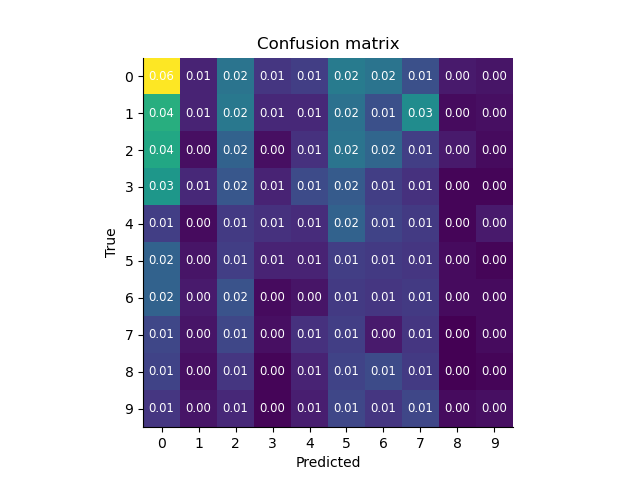 Confusion matrix
0 0.06 0.01 0.02 0.01 0.01 0.02 0.02 0.01 0.00 0.00
1 0.04 0.01 0.02 0.01 0.01 0.02 0.01 0.03 0.00 0.00
2 0.04 0.00 0.02 0.00 0.01 0.02 0.02 0.01 0.00 0.00
3 0.03 0.01 0.02 0.01 0.01 0.02 0.01 0.01 0.00 0.00
4 0.01 0.00 0.01 0.01 0.01 0.02 0.01 0.01 0.00 0.00
True
5 0.02 0.00 0.01 0.01 0.01 0.01 0.01 0.01 0.00 0.00
6 0.02 0.00 0.02 0.00 0.00 0.01 0.01 0.01 0.00 0.00
7 0.01 0.00 0.01 0.00 0.01 0.01 0.00 0.01 0.00 0.00
8 0.01 0.00 0.01 0.00 0.01 0.01 0.01 0.01 0.00 0.00
9 0.01 0.00 0.01 0.00 0.01 0.01 0.01 0.01 0.00 0.00
0 1 2 3 4 5 6 7 8 9
Predicted